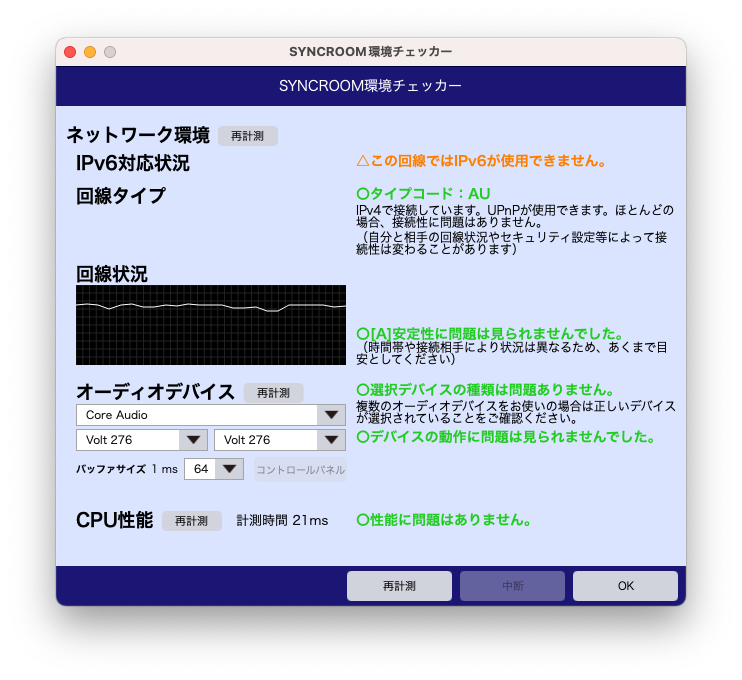 SYNCROOM 環境チェッカー
SYNCROOM環境チェッカー
ネットワーク環境 再計測
IPv6対応状況
△この回線ではIPv6が使用できません。
回線タイプ
〇タイプコード：AU
IPv4で接続しています。UPnPが使用できます。ほとんどの
場合、接続性に問題はありません。
（自分と相手の回線状況やセキュリティ設定等によって接
続性は変わることがあります）
回線状況
〇[A]安定性に問題は見られませんでした。
（時間帯や接続相手により状況は異なるため、あくまで目
安としてください）
オーディオデバイス 再計測
〇選択デバイスの種類は問題ありません。
Core Audio
複数のオーディオデバイスをお使いの場合は正しいデバイス
が選択されていることをご確認ください。
Volt 276 Volt 276
〇デバイスの動作に問題は見られませんでした。
バッファサイズ 1 ms 64 コントロールパネル
CPU性能 再計測 計測時間 21ms
〇性能に問題はありません。
再計測 中断 OK